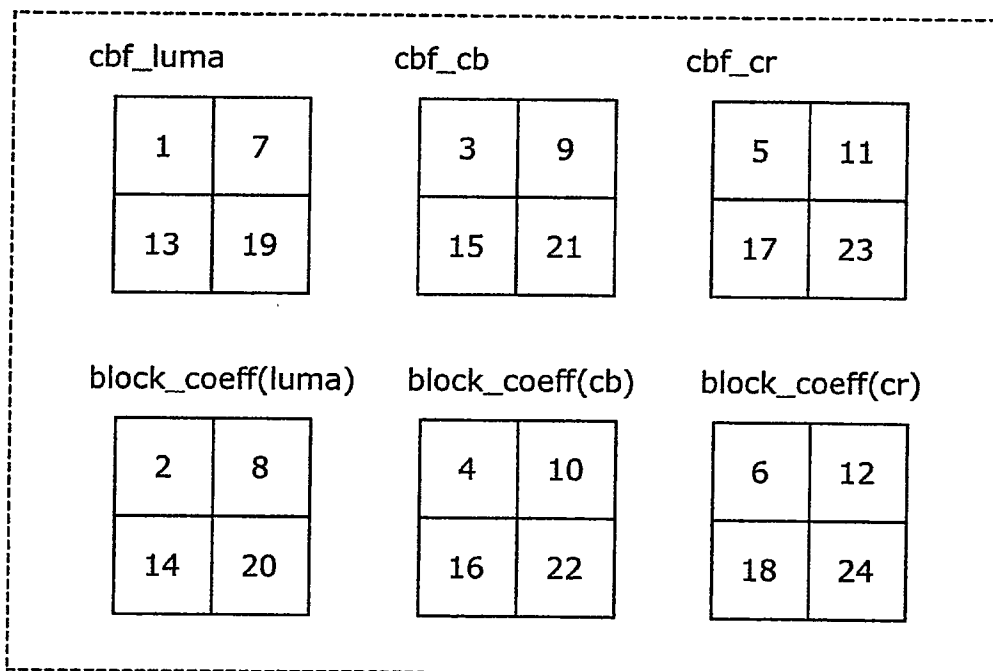 cbf_luma cbf_cb cbf_cr
1 7 3 9 5 11
13 19 15 21 17 23
block_coeff(luma) block_coeff(cb) block_coeff(cr)
2 8 4 10 6 12
14 20 16 22 18 24